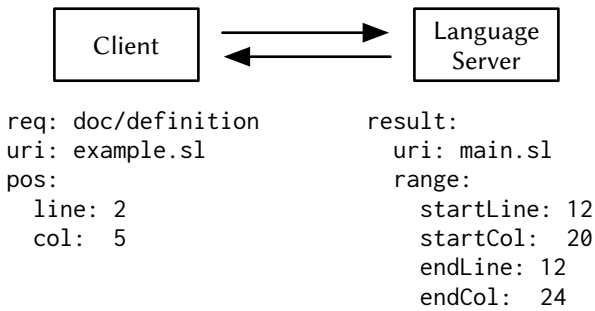 Client
Language
Server
req: doc/definition
uri: example.sl
pos:
  line: 2
  col:  5
result:
  uri: main.sl
  range:
    startLine: 12
    startCol:  20
    endLine: 12
    endCol:  24